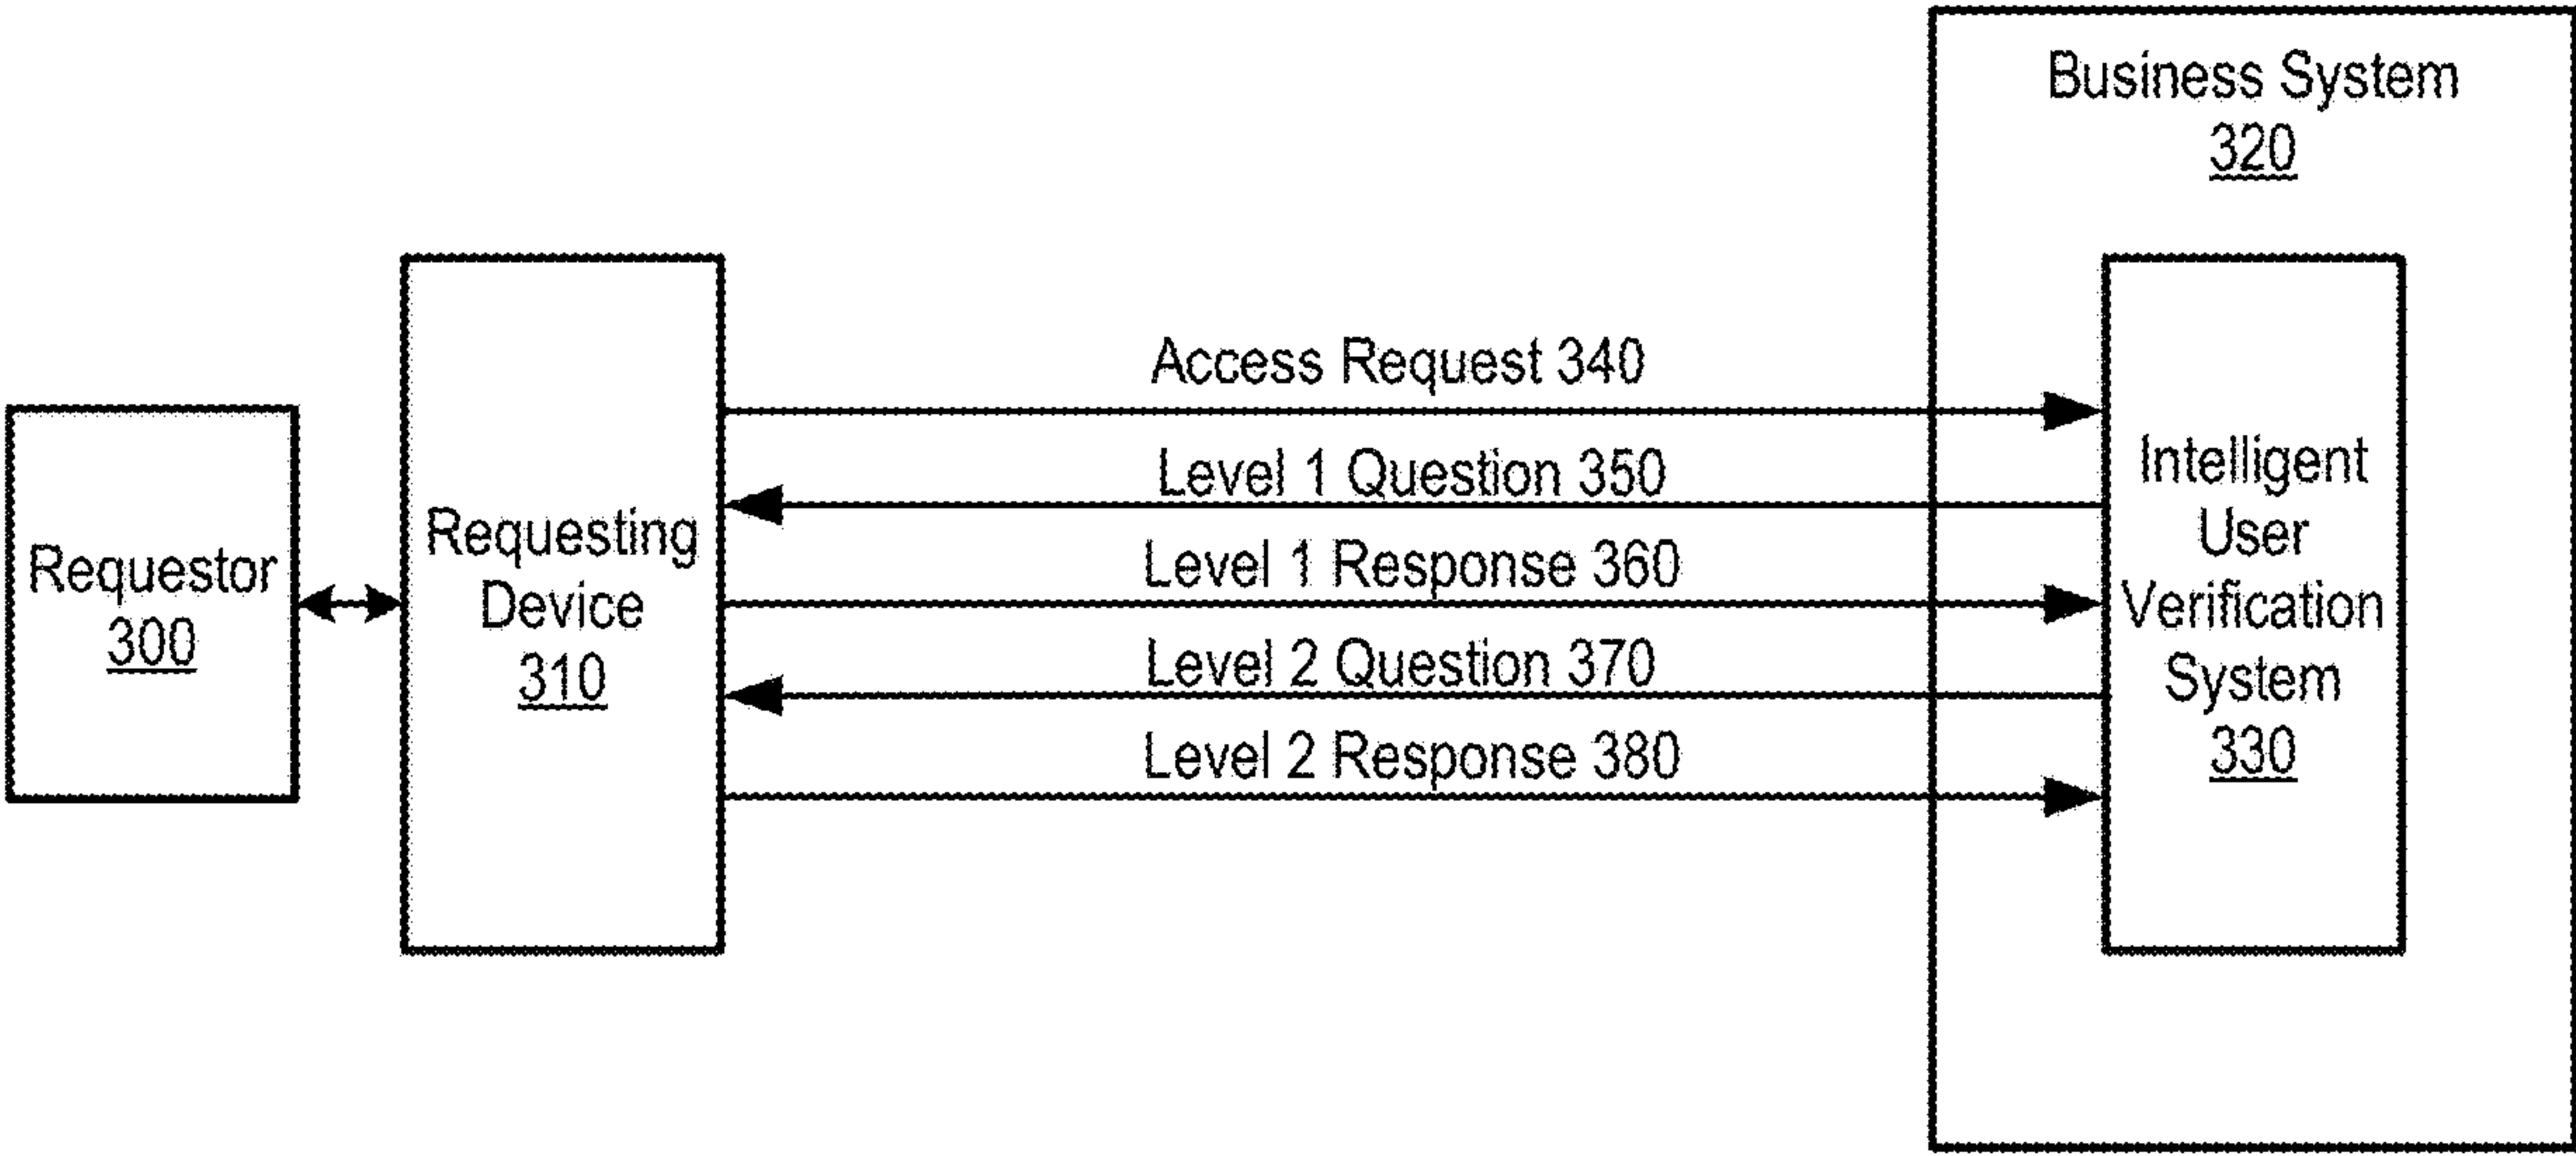 Business System
320
Requestor
300
Requesting
Device
310
Access Request 340
Level 1 Question 350
Level 1 Response 360
Level 2 Question 370
Level 2 Response 380
Intelligent
User
Verification
System
330